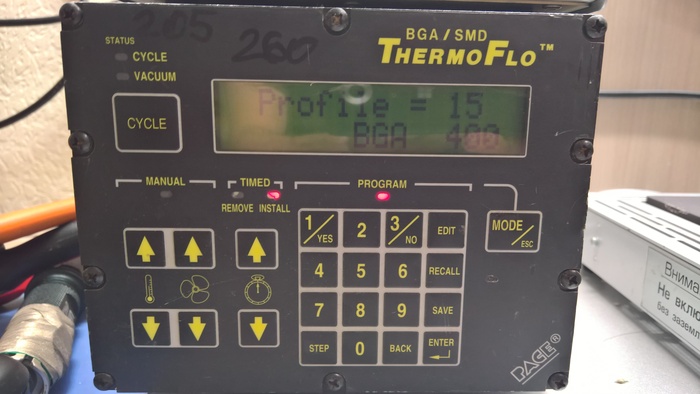 205
260
BGA / SMD
THERMOFLO™
STATUS
CYCLE
VACUUM
CYCLE
Profile = 15
BGA 400
MANUAL
TIMED
PROGRAM
REMOVE INSTALL
1/YES 2 3/NO EDIT
MODE/ESC
4 5 6 RECALL
7 8 9 SAVE
STEP 0 BACK ENTER
PACE®
Внима
Не вклю
без заземл